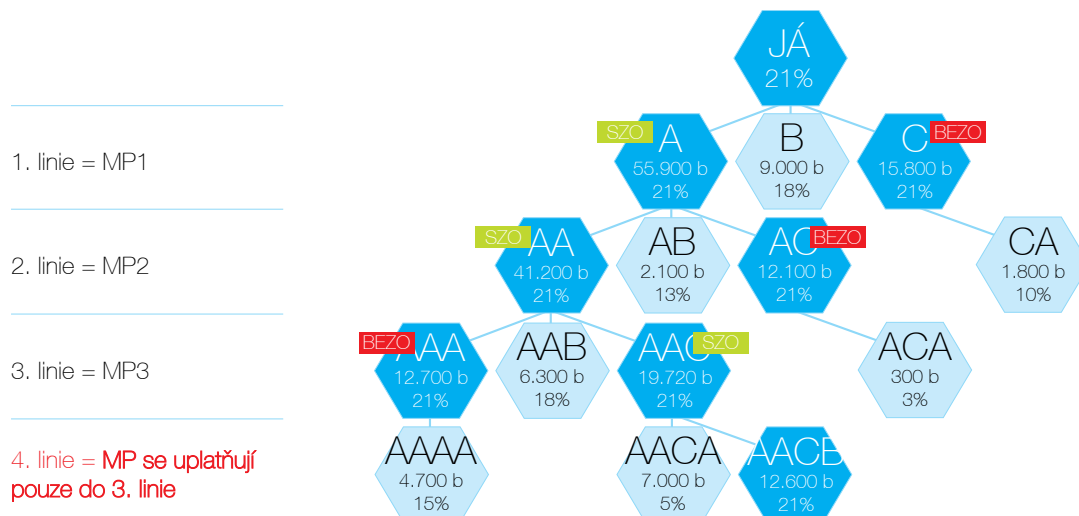 JÁ
21%
1. linie = MP1
SZO
A
55.900 b
21%
B
9.000 b
18%
C
BEZO
15.800 b
21%
2. linie = MP2
SZO
AA
41.200 b
21%
AB
2.100 b
13%
AC
BEZO
12.100 b
21%
CA
1.800 b
10%
3. linie = MP3
BEZO
AAA
12.700 b
21%
AAB
6.300 b
18%
AAC
SZO
19.720 b
21%
ACA
300 b
3%
4. linie = MP se uplatňují
pouze do 3. linie
AAAA
4.700 b
15%
AACA
7.000 b
5%
AACB
12.600 b
21%